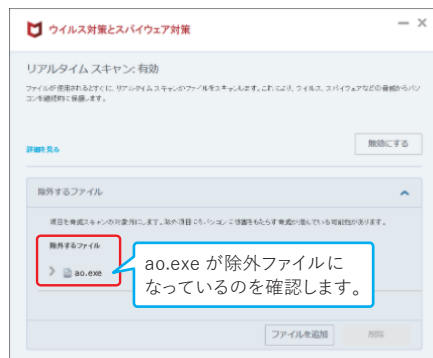 ウイルス対策とスパイウェア対策
リアルタイム スキャン: 有効
ファイルが使用されるとすぐに、リアルタイム スキャンがファイルをスキャンします。これにより、ウイルス、スパイウェアなどの脅威からパソ
コンを継続的に保護します。
詳細を見る
無効にする
除外するファイル
項目を脅威スキャンの対象外にします。除外項目にもパソコンに損害をもたらす脅威が潜んでいる可能性があります。
除外するファイル
ao.exe
ao.exe が除外ファイルに
なっているのを確認します。
ファイルを追加
削除